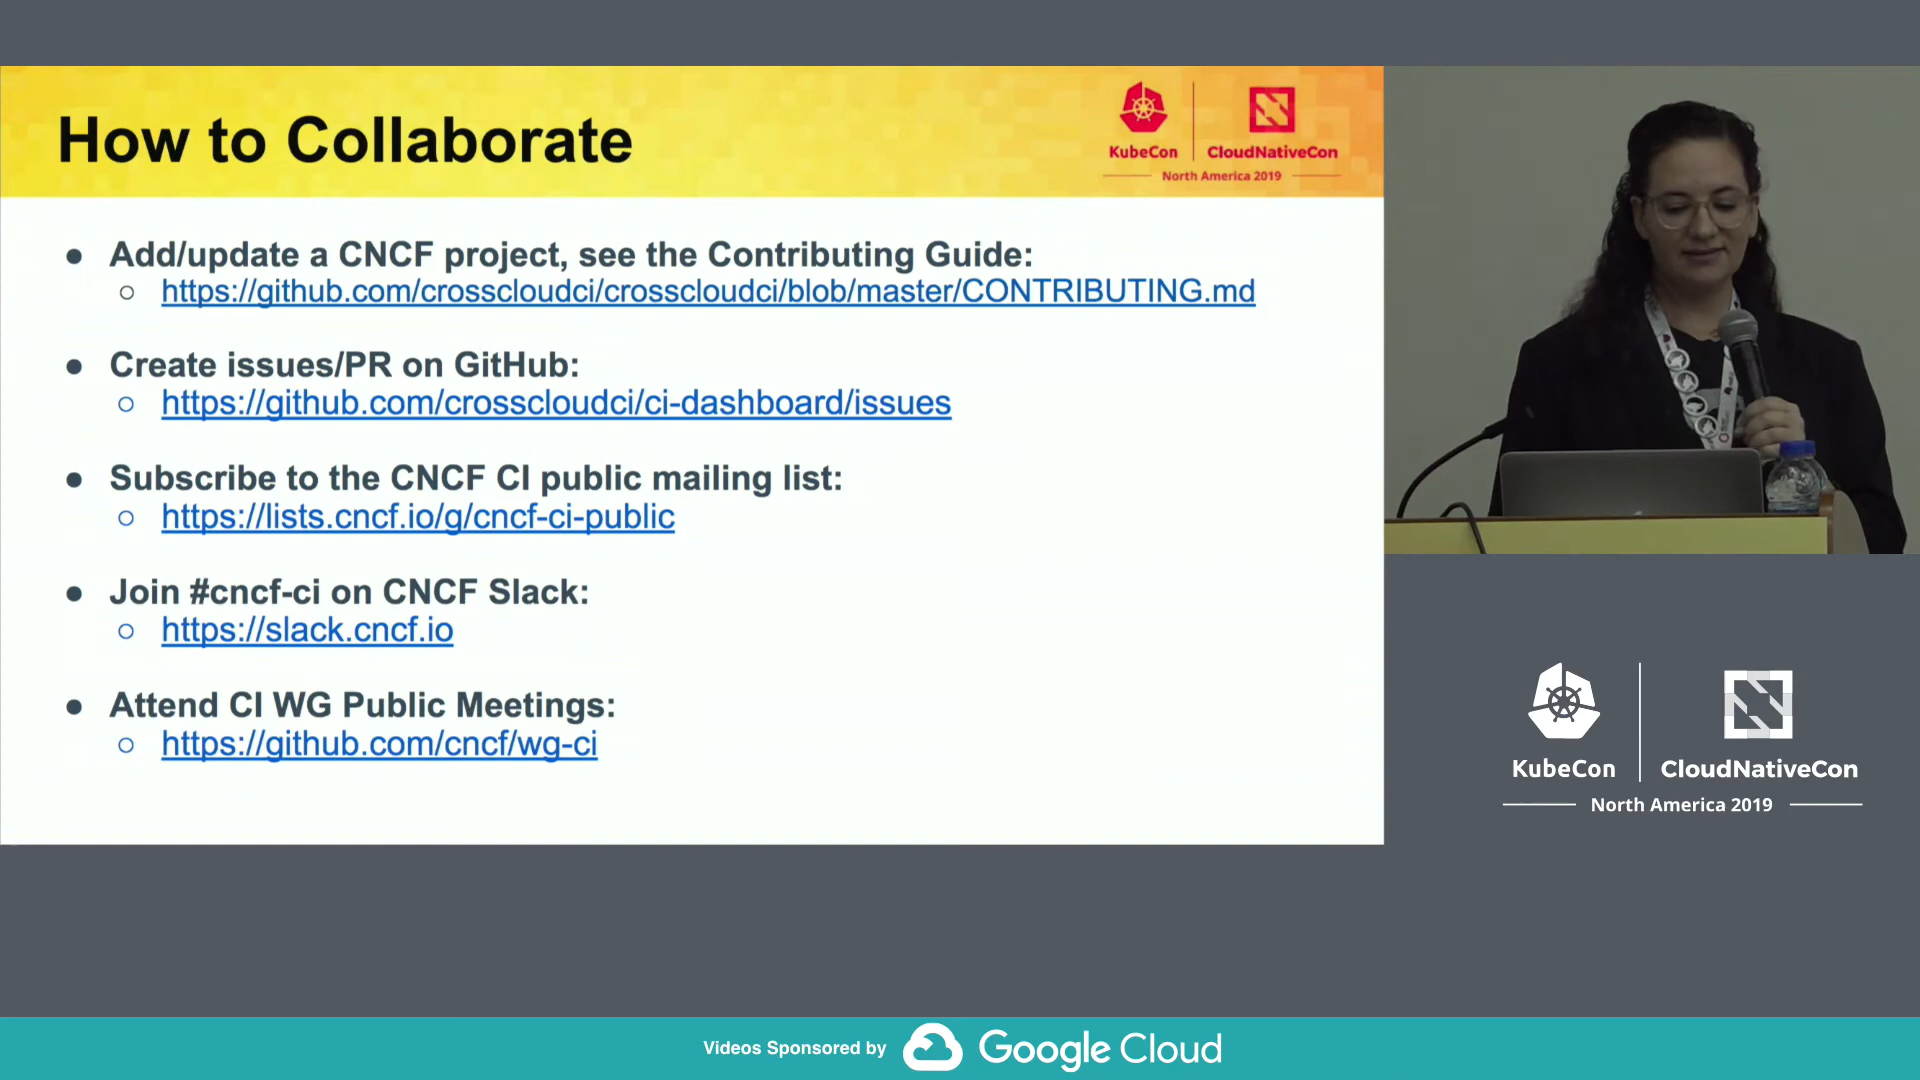 How to Collaborate
KubeCon
CloudNativeCon
North America 2019
● Add/update a CNCF project, see the Contributing Guide:
○ https://github.com/crosscloudci/crosscloudci/blob/master/CONTRIBUTING.md
● Create issues/PR on GitHub:
○ https://github.com/crosscloudci/ci-dashboard/issues
● Subscribe to the CNCF CI public mailing list:
○ https://lists.cncf.io/g/cncf-ci-public
● Join #cncf-ci on CNCF Slack:
○ https://slack.cncf.io
● Attend CI WG Public Meetings:
○ https://github.com/cncf/wg-ci
KubeCon
CloudNativeCon
North America 2019
Videos Sponsored by Google Cloud